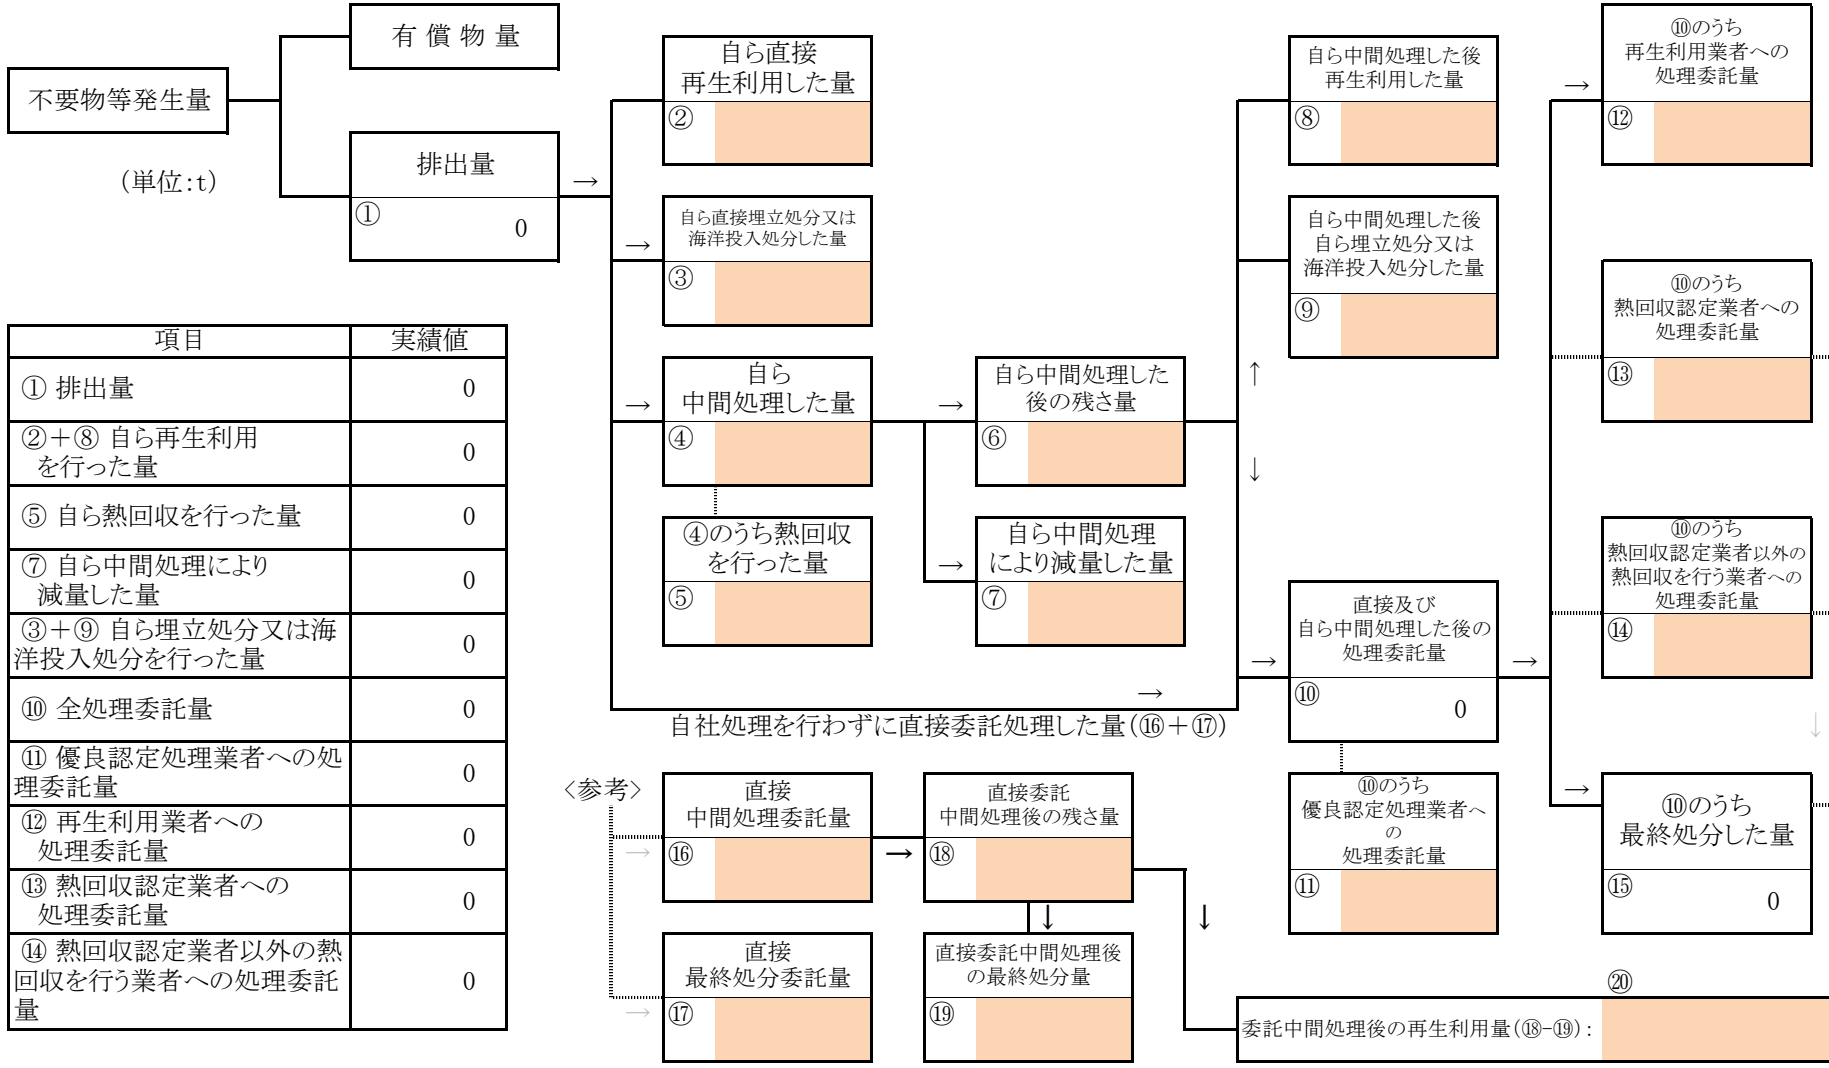 有 償 物 量
不要物等発生量
(単位:t)
排出量
①
0
→
自ら直接
再生利用した量
②
→
自ら直接埋立処分又は
海洋投入処分した量
③
→
自ら
中間処理した量
④
④のうち熱回収
を行った量
⑤
→
自ら中間処理した
後の残さ量
⑥
→
自ら中間処理
により減量した量
⑦
→
自社処理を行わずに直接委託処理した量(⑯+⑰)
↑
↓
自ら中間処理した後
再生利用した量
⑧
自ら中間処理した後
自ら埋立処分又は
海洋投入処分した量
⑨
→
直接及び
自ら中間処理した後の
処理委託量
⑩
0
⑩のうち
優良認定処理業者へ
の
処理委託量
⑪
→
→
⑩のうち
再生利用業者への
処理委託量
⑫
⑩のうち
熱回収認定業者への
処理委託量
⑬
⑩のうち
熱回収認定業者以外の
熱回収を行う業者への
処理委託量
⑭
↓
→
⑩のうち
最終処分した量
⑮
0
項目
実績値
① 排出量
0
②+⑧ 自ら再生利用
を行った量
0
⑤ 自ら熱回収を行った量
0
⑦ 自ら中間処理により
減量した量
0
③+⑨ 自ら埋立処分又は海
洋投入処分を行った量
0
⑩ 全処理委託量
0
⑪ 優良認定処理業者への処
理委託量
0
⑫ 再生利用業者への
処理委託量
0
⑬ 熱回収認定業者への
処理委託量
0
⑭ 熱回収認定業者以外の熱
回収を行う業者への処理委託
量
0
<参考>
→
直接
中間処理委託量
⑯
→
直接委託
中間処理後の残さ量
⑱
↓
↓
→
直接
最終処分委託量
⑰
直接委託中間処理後
の最終処分量
⑲
⑳
委託中間処理後の再生利用量(⑱-⑲):